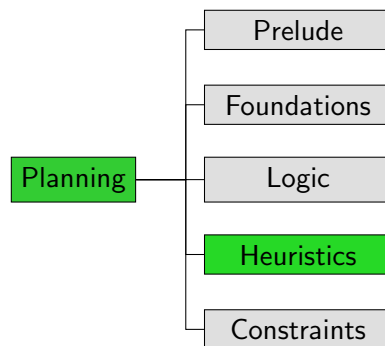 Prelude
Foundations
Planning
Logic
Heuristics
Constraints